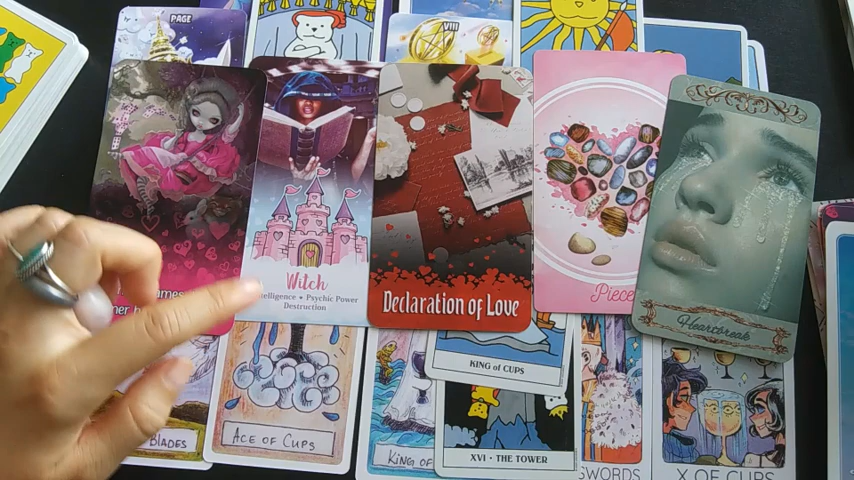 PAGE
VIII
Witch
Psychic Power
Destruction
Declaration of Love
Piece
Heartbreak
KING of CUPS
BLADES
ACE OF CUPS
KING OF
XVI · THE TOWER
SWORDS
X OF CUPS